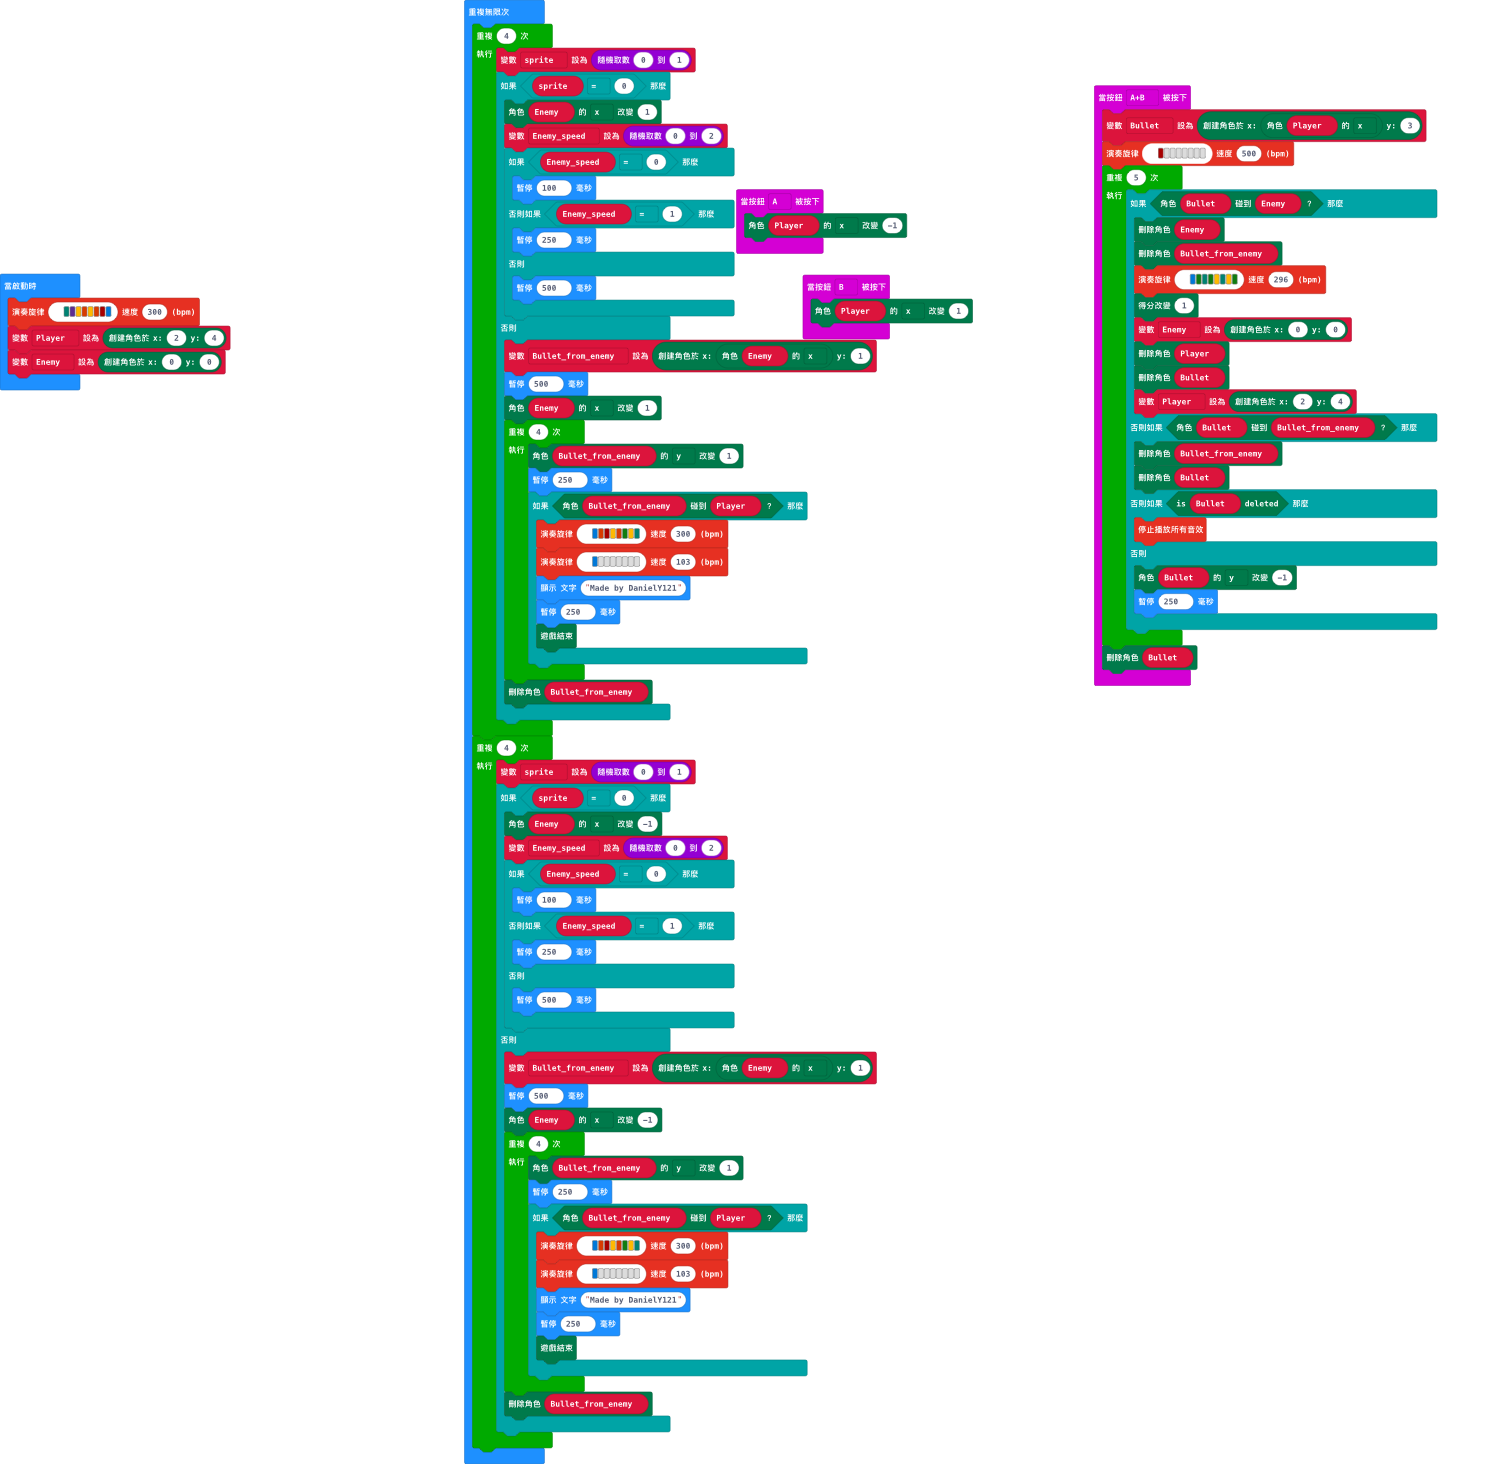 當啟動時
演奏旋律 速度 300 (bpm)
變數 Player 設為 創建角色於 x: 2 y: 4
變數 Enemy 設為 創建角色於 x: 0 y: 0
重複無限次
重複 4 次
執行
變數 sprite 設為 隨機取數 0 到 1
如果 sprite = 0 那麼
角色 Enemy 的 x 改變 1
變數 Enemy_speed 設為 隨機取數 0 到 2
如果 Enemy_speed = 0 那麼
暫停 100 毫秒
否則如果 Enemy_speed = 1 那麼
暫停 250 毫秒
否則
暫停 500 毫秒
否則
變數 Bullet_from_enemy 設為 創建角色於 x: 角色 Enemy 的 x y: 1
暫停 500 毫秒
角色 Enemy 的 x 改變 1
重複 4 次
執行
角色 Bullet_from_enemy 的 y 改變 1
暫停 250 毫秒
如果 角色 Bullet_from_enemy 碰到 Player ? 那麼
演奏旋律 速度 300 (bpm)
演奏旋律 速度 103 (bpm)
顯示 文字 "Made by DanielY121"
暫停 250 毫秒
遊戲結束
刪除角色 Bullet_from_enemy
重複 4 次
執行
變數 sprite 設為 隨機取數 0 到 1
如果 sprite = 0 那麼
角色 Enemy 的 x 改變 -1
變數 Enemy_speed 設為 隨機取數 0 到 2
如果 Enemy_speed = 0 那麼
暫停 100 毫秒
否則如果 Enemy_speed = 1 那麼
暫停 250 毫秒
否則
暫停 500 毫秒
否則
變數 Bullet_from_enemy 設為 創建角色於 x: 角色 Enemy 的 x y: 1
暫停 500 毫秒
角色 Enemy 的 x 改變 -1
重複 4 次
執行
角色 Bullet_from_enemy 的 y 改變 1
暫停 250 毫秒
如果 角色 Bullet_from_enemy 碰到 Player ? 那麼
演奏旋律 速度 300 (bpm)
演奏旋律 速度 103 (bpm)
顯示 文字 "Made by DanielY121"
暫停 250 毫秒
遊戲結束
刪除角色 Bullet_from_enemy
當按鈕 A 被按下
角色 Player 的 x 改變 -1
當按鈕 B 被按下
角色 Player 的 x 改變 1
當按鈕 A+B 被按下
變數 Bullet 設為 創建角色於 x: 角色 Player 的 x y: 3
演奏旋律 速度 500 (bpm)
重複 5 次
執行
如果 角色 Bullet 碰到 Enemy ? 那麼
刪除角色 Enemy
刪除角色 Bullet_from_enemy
演奏旋律 速度 296 (bpm)
得分改變 1
變數 Enemy 設為 創建角色於 x: 0 y: 0
刪除角色 Player
刪除角色 Bullet
變數 Player 設為 創建角色於 x: 2 y: 4
否則如果 角色 Bullet 碰到 Bullet_from_enemy ? 那麼
刪除角色 Bullet_from_enemy
刪除角色 Bullet
否則如果 is Bullet deleted 那麼
停止播放所有音效
否則
角色 Bullet 的 y 改變 -1
暫停 250 毫秒
刪除角色 Bullet